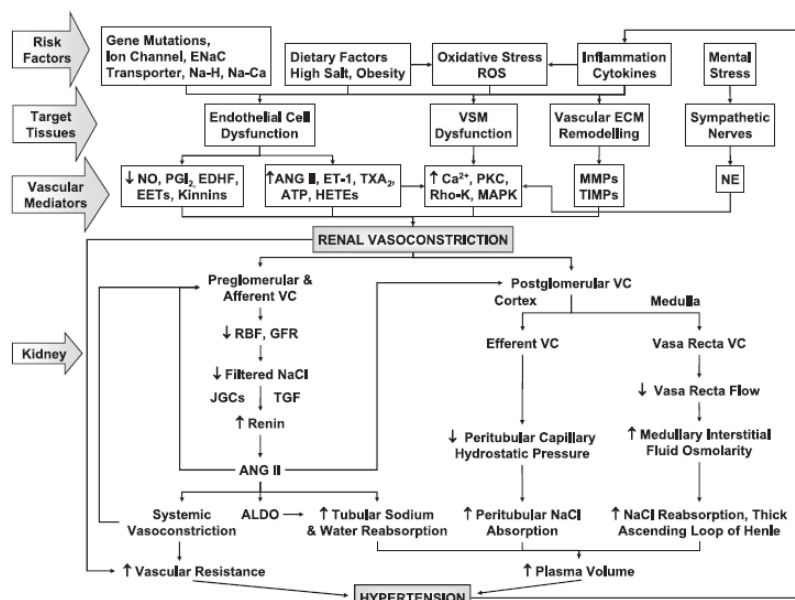 Risk
Factors
Gene Mutations,
Ion Channel, ENaC
Transporter, Na-H, Na-Ca
Dietary Factors
High Salt, Obesity
Oxidative Stress
ROS
Inflammation
Cytokines
Mental
Stress
Target
Tissues
Endothelial Cell
Dysfunction
VSM
Dysfunction
Vascular ECM
Remodelling
Sympathetic
Nerves
Vascular
Mediators
↓ NO, PGI₂, EDHF,
EETs, Kinnins
↑ANG II, ET-1, TXA₂,
ATP, HETEs
↑ Ca²⁺, PKC,
Rho-K, MAPK
MMPs
TIMPs
NE
RENAL VASOCONSTRICTION
Kidney
Preglomerular &
Afferent VC
↓ RBF, GFR
↓ Filtered NaCl
JGCs TGF
↑ Renin
ANG II
Systemic
Vasoconstriction
ALDO
↑ Tubular Sodium
& Water Reabsorption
Postglomerular VC
Cortex
Medulla
Efferent VC
↓ Peritubular Capillary
Hydrostatic Pressure
↑ Peritubular NaCl
Absorption
Vasa Recta VC
↓ Vasa Recta Flow
↑ Medullary Interstitial
Fluid Osmolarity
↑ NaCl Reabsorption, Thick
Ascending Loop of Henle
↑ Vascular Resistance
↑ Plasma Volume
HYPERTENSION